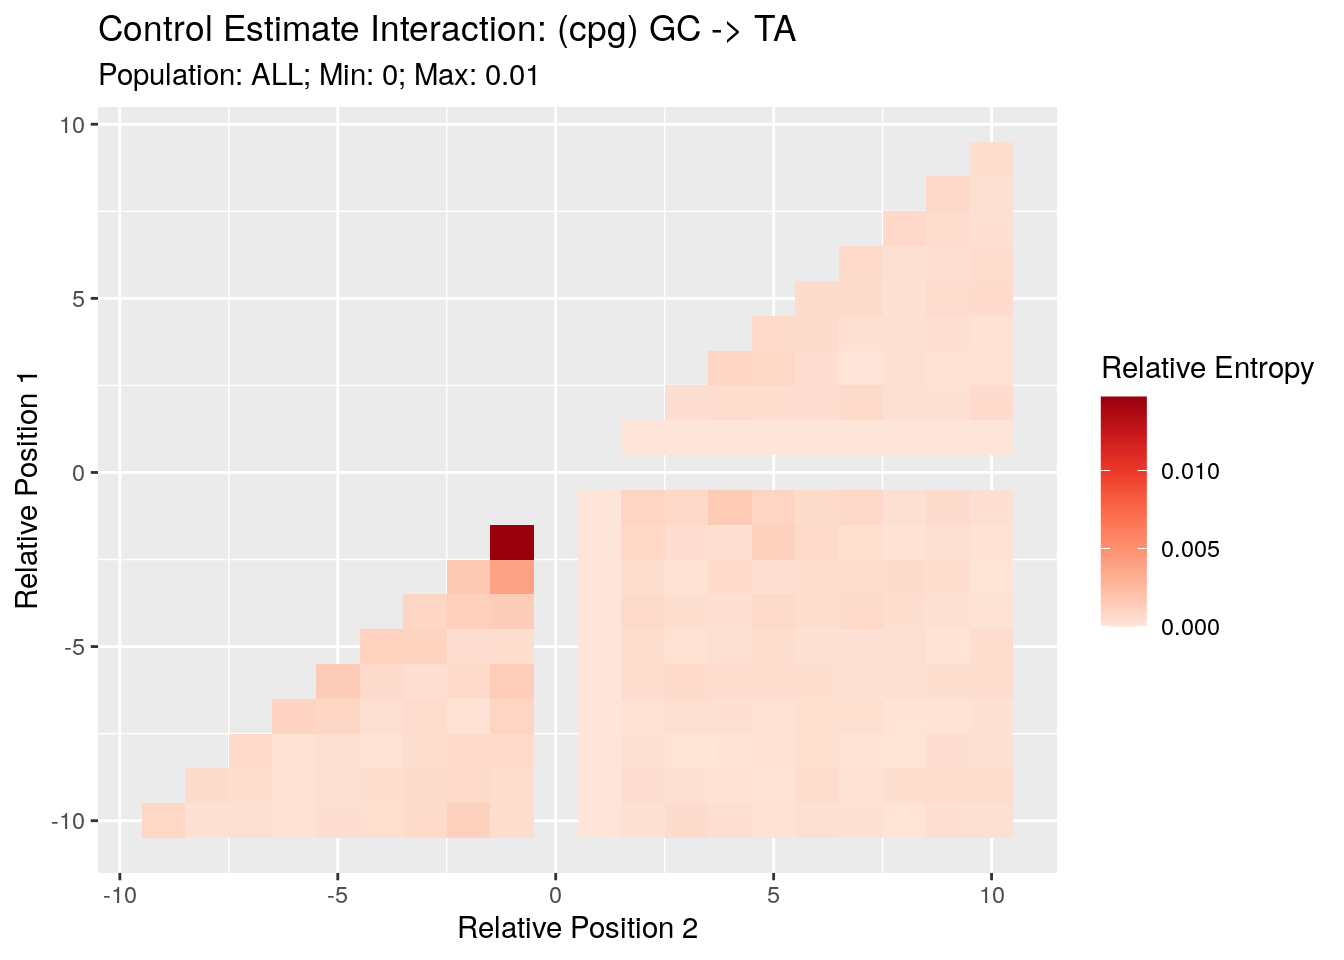 Control Estimate Interaction: (cpg) GC -> TA
Population: ALL; Min: 0; Max: 0.01
10
5
0
-5
-10
Relative Position 1
-10
-5
0
5
10
Relative Position 2
Relative Entropy
0.010
0.005
0.000